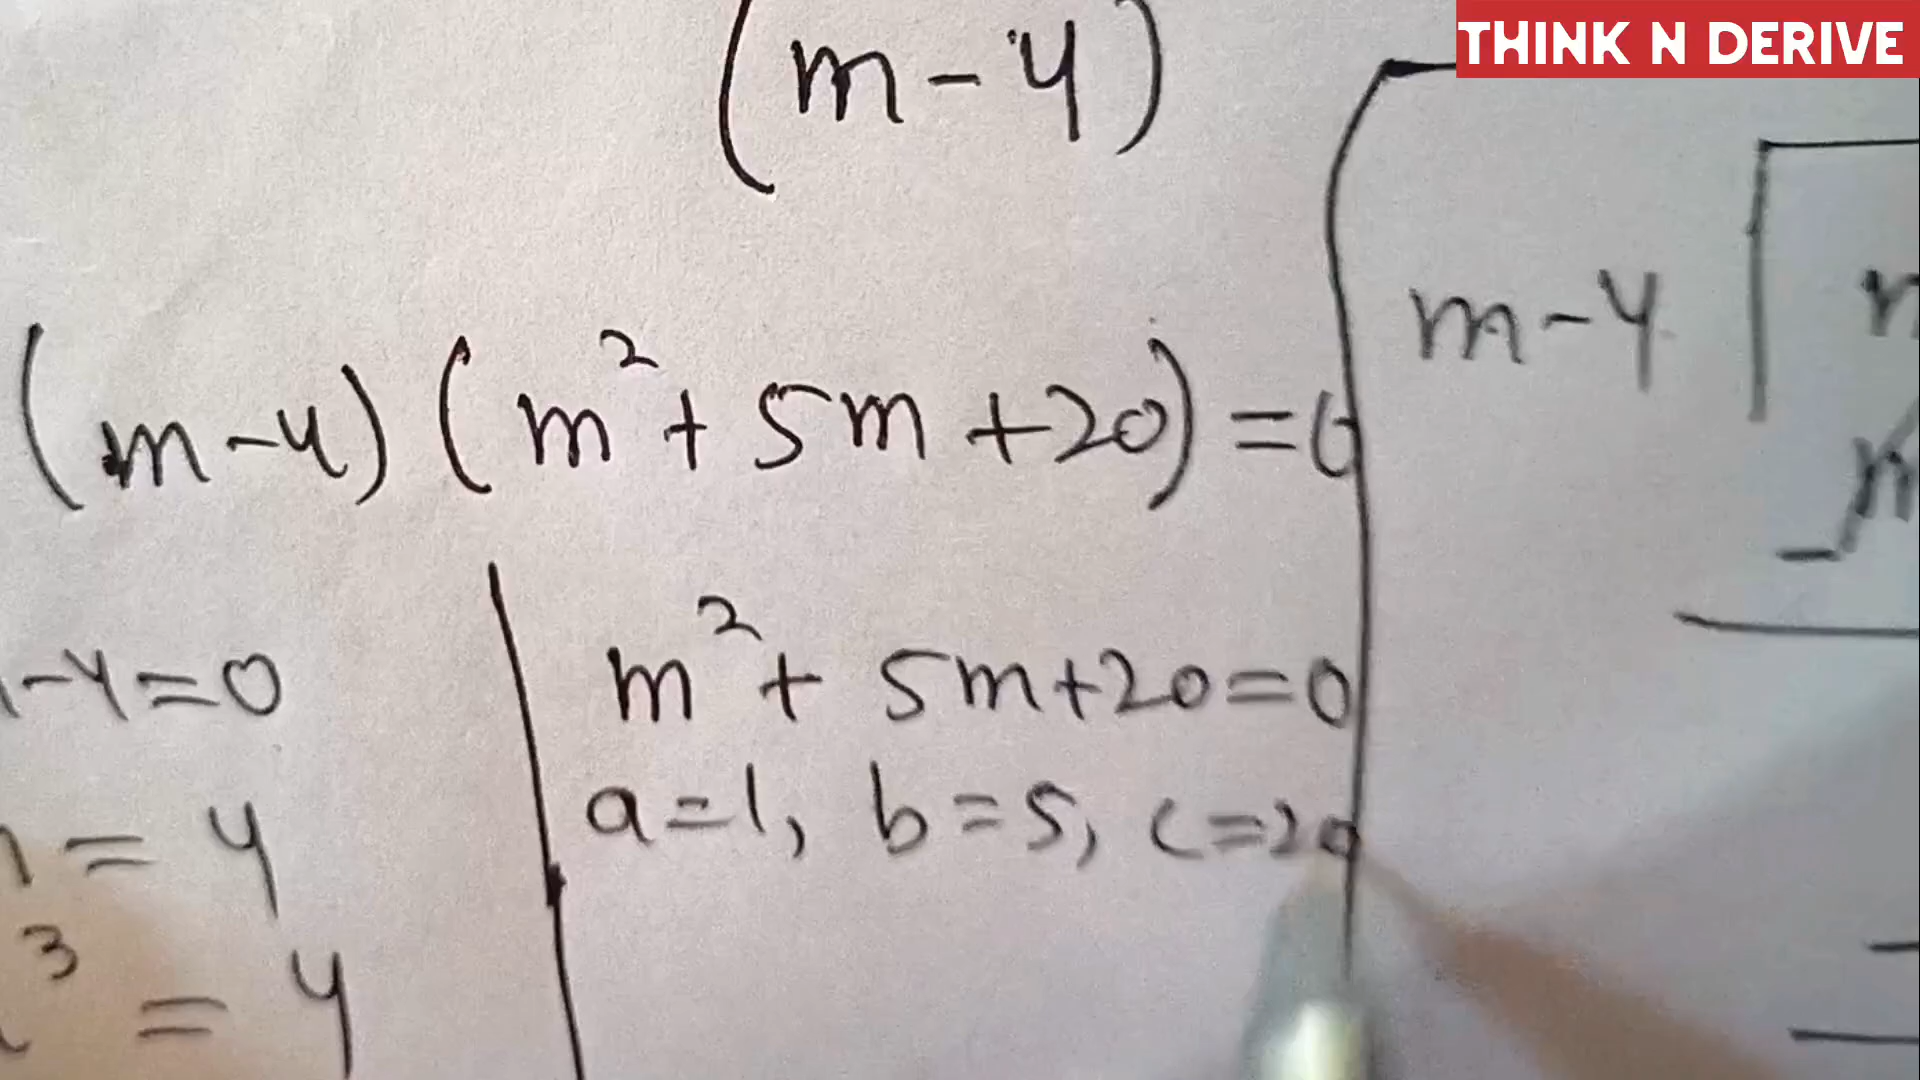 THINK N DERIVE
(m-4)
(m-4)(m²+5m+20)=0
-4=0
= 4
³ = 4
m²+5m+20=0
a=1, b=5, c=20
m-4